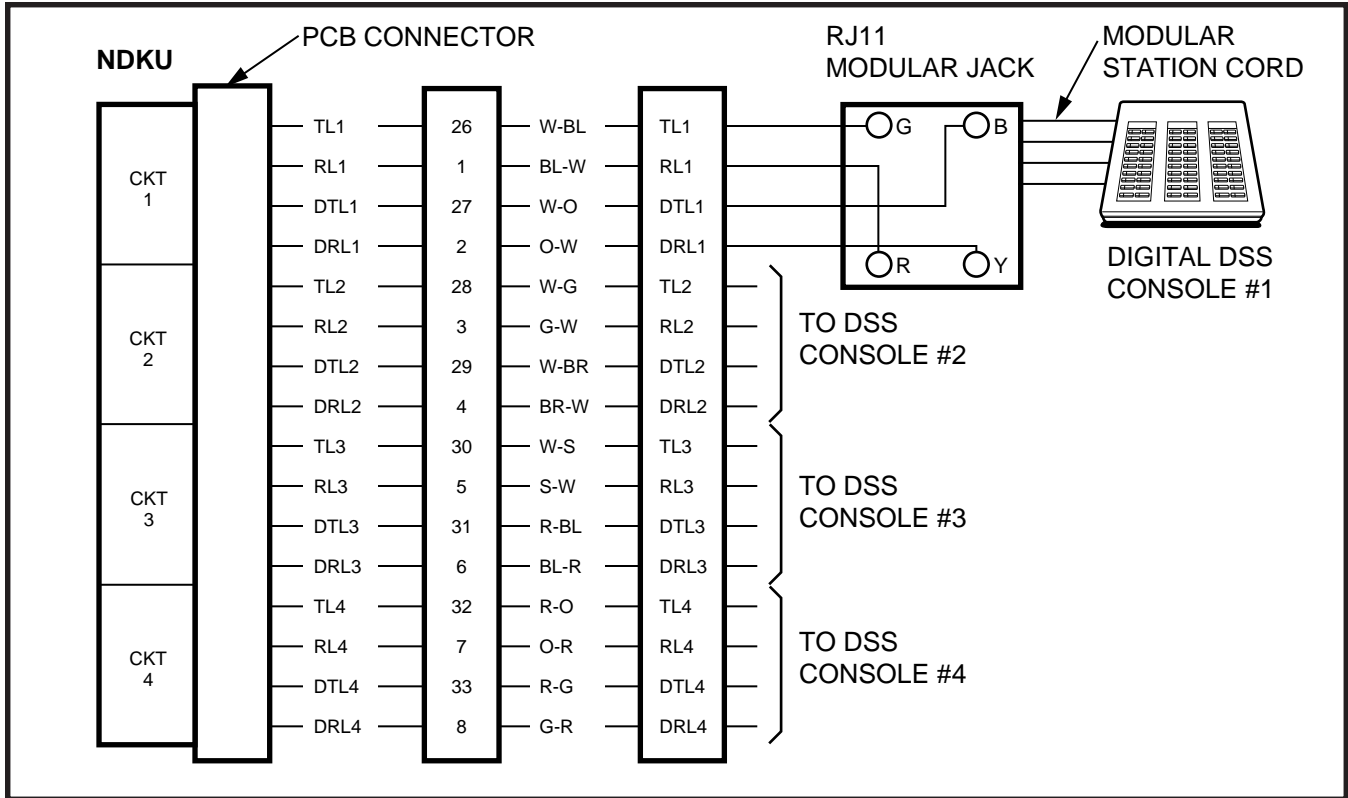 NDKU
PCB CONNECTOR
RJ11
MODULAR JACK
MODULAR
STATION CORD
CKT
1
TL1 26 W-BL TL1
RL1 1 BL-W RL1
DTL1 27 W-O DTL1
DRL1 2 O-W DRL1
G
B
R
Y
DIGITAL DSS
CONSOLE #1
CKT
2
TL2 28 W-G TL2
RL2 3 G-W RL2
DTL2 29 W-BR DTL2
DRL2 4 BR-W DRL2
TO DSS
CONSOLE #2
CKT
3
TL3 30 W-S TL3
RL3 5 S-W RL3
DTL3 31 R-BL DTL3
DRL3 6 BL-R DRL3
TO DSS
CONSOLE #3
CKT
4
TL4 32 R-O TL4
RL4 7 O-R RL4
DTL4 33 R-G DTL4
DRL4 8 G-R DRL4
TO DSS
CONSOLE #4